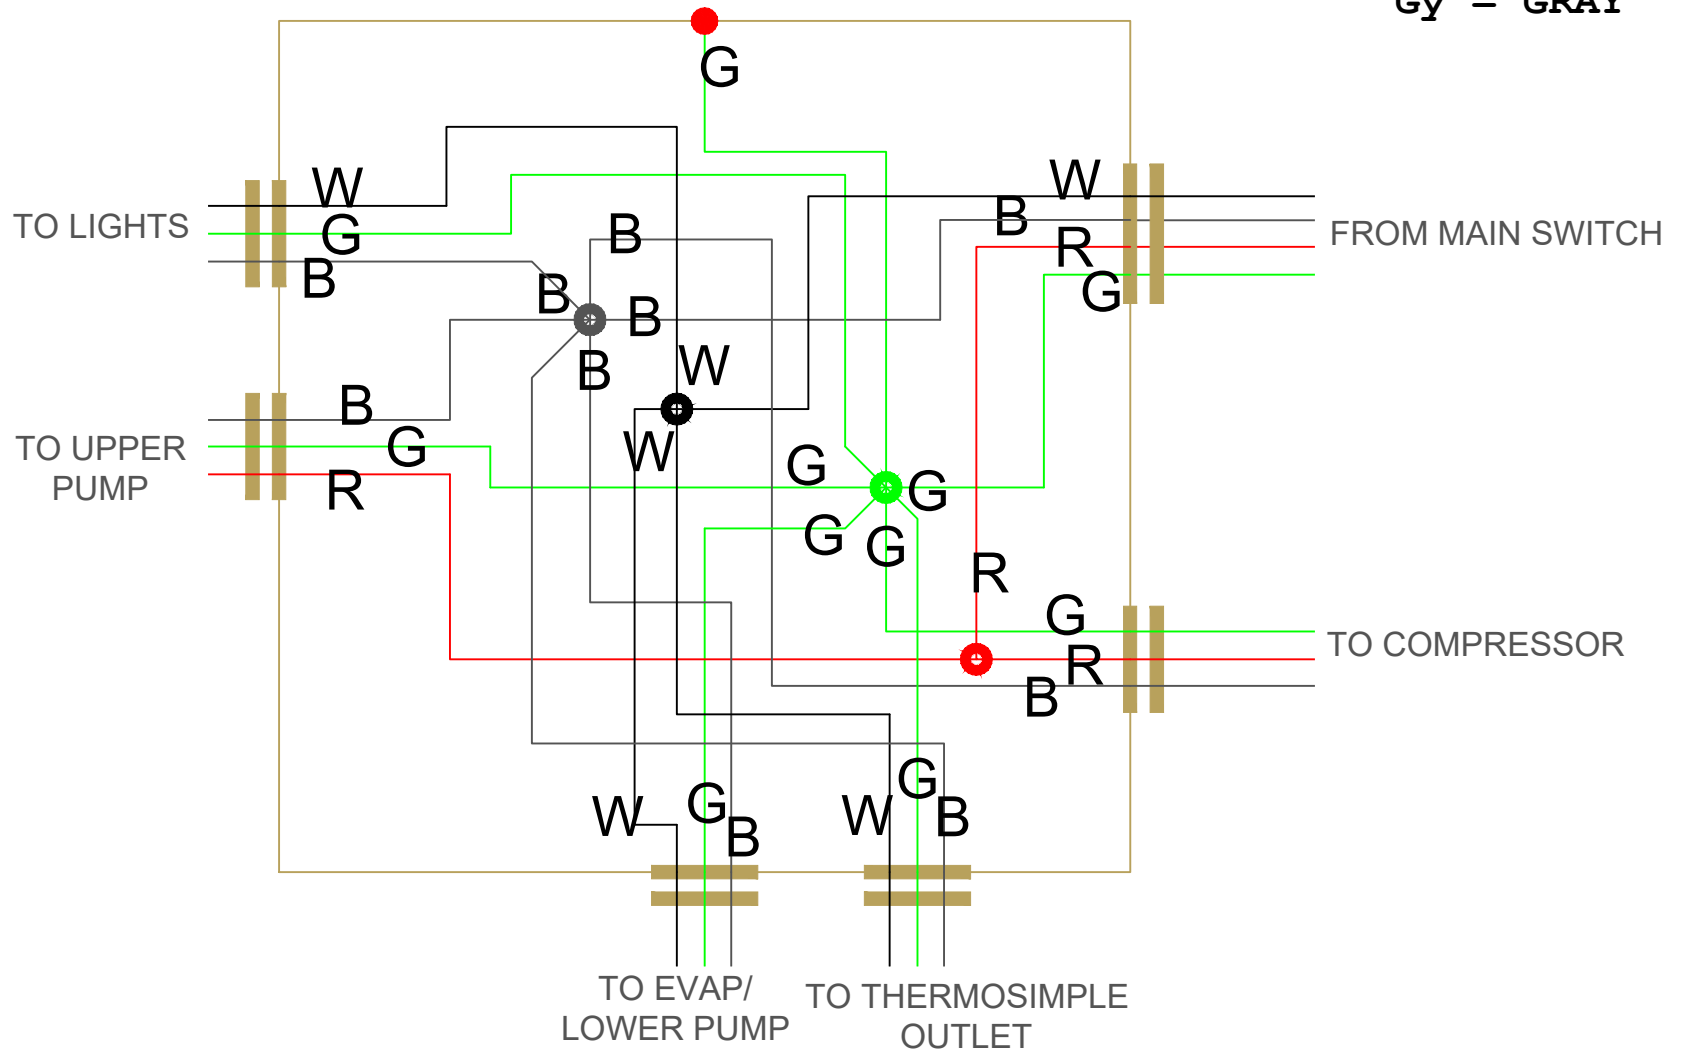 Gy = GRAY
G
W
W
TO LIGHTS
G
B
B
FROM MAIN SWITCH
R
B
G
B
B
B
W
B
TO UPPER
PUMP
G
R
W
G
G
G
G
R
G
TO COMPRESSOR
R
B
W
G
B
W
G
B
TO EVAP/
LOWER PUMP
TO THERMOSIMPLE
OUTLET